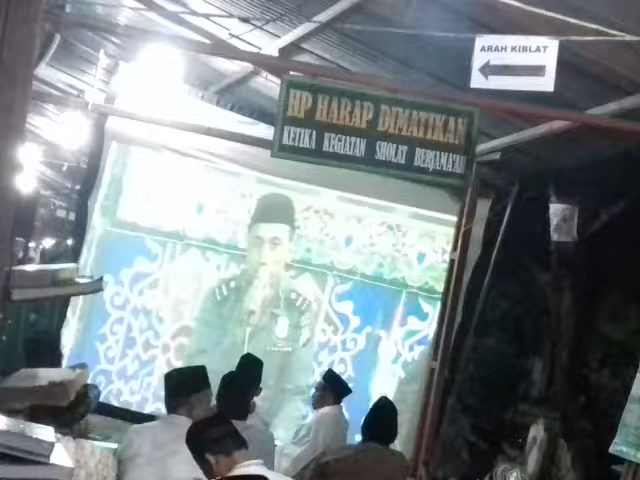 ARAH KIBLAT
HP HARAP DIMATIKAN
KETIKA KEGIATAN SHOLAT BERJAMA'AH